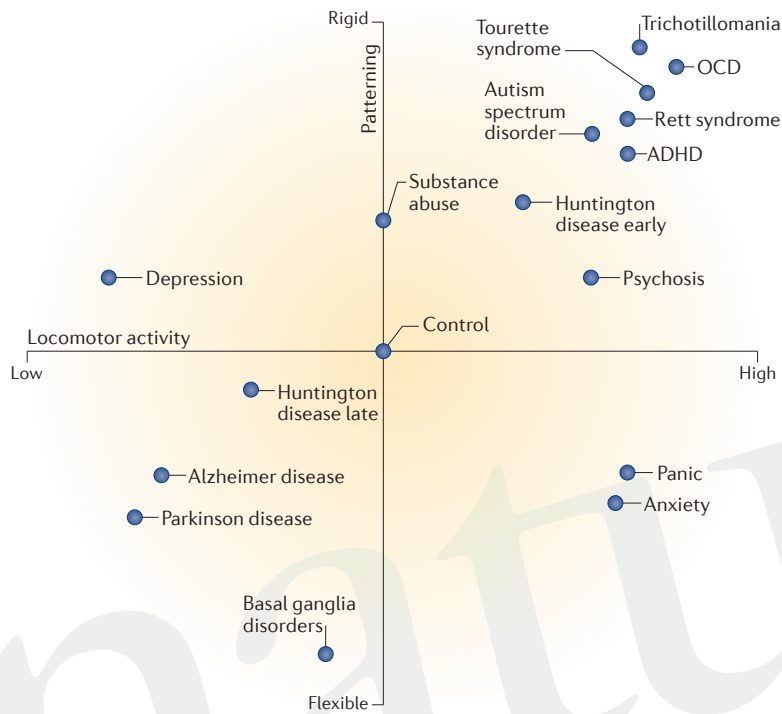 Rigid
Patterning
Trichotillomania
Tourette
syndrome
OCD
Autism
spectrum
disorder
Rett syndrome
ADHD
Substance
abuse
Huntington
disease early
Depression
Psychosis
Control
Locomotor activity
Low
High
Huntington
disease late
Alzheimer disease
Panic
Parkinson disease
Anxiety
Basal ganglia
disorders
Flexible
natu